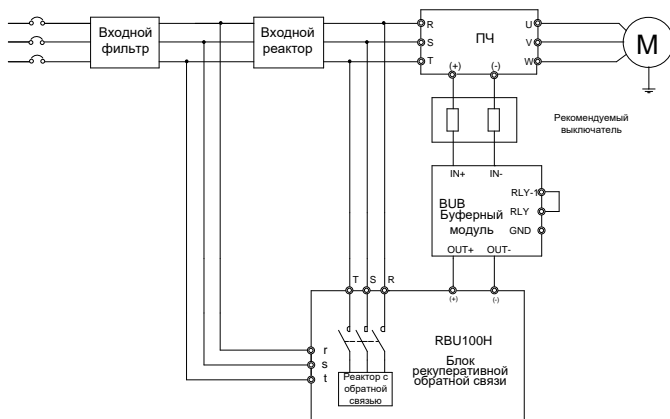 Входной
фильтр
Входной
реактор
R
S
T
ПЧ
U
V
W
M
(+)
(-)
Рекомендуемый
выключатель
IN+
IN-
BUB
Буферный
модуль
RLY-1
RLY
GND
OUT+
OUT-
T
S
R
(+)
(-)
r
s
t
RBU100H
Блок
рекуперативной
обратной связи
Реактор с
обратной
связью